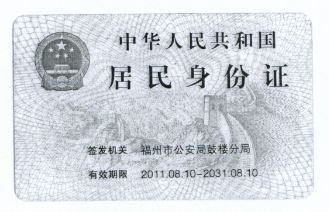 中华人民共和国
居民身份证
签发机关 福州市公安局鼓楼分局
有效期限 2011.08.10-2031.08.10